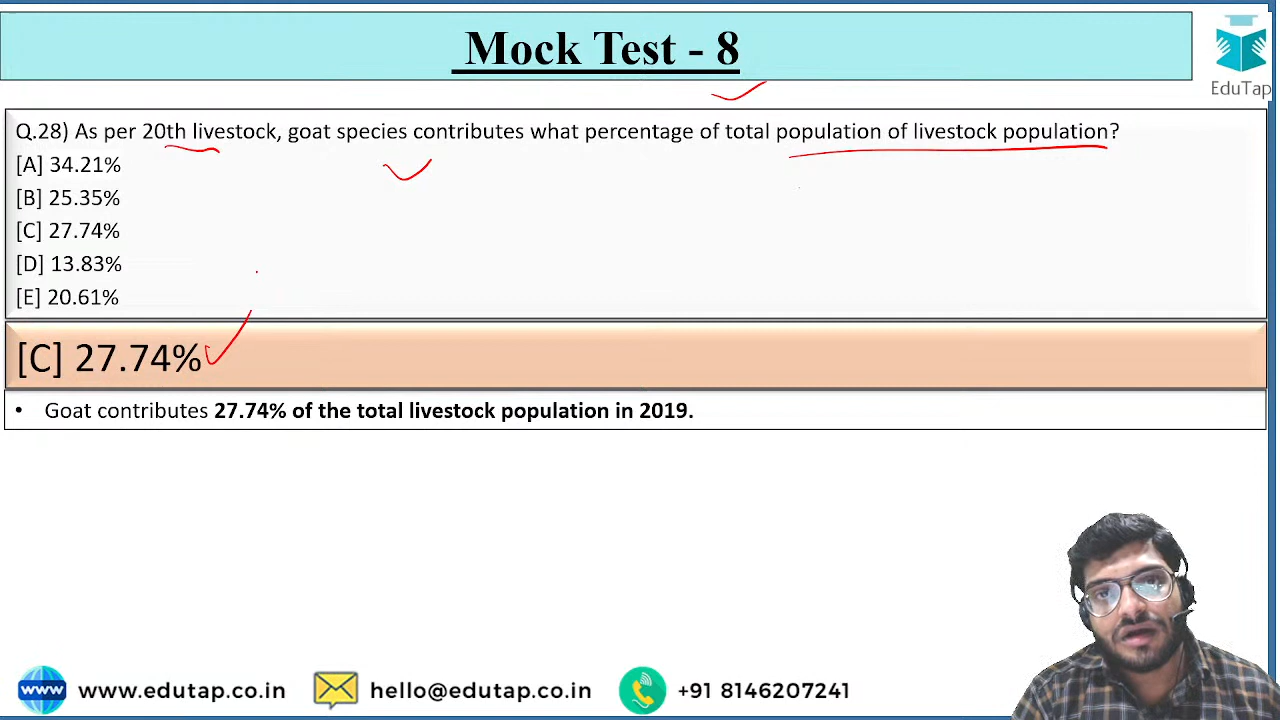 Mock Test - 8
EduTap
Q.28) As per 20th livestock, goat species contributes what percentage of total population of livestock population?
[A] 34.21%
[B] 25.35%
[C] 27.74%
[D] 13.83%
[E] 20.61%
[C] 27.74%
• Goat contributes 27.74% of the total livestock population in 2019.
www www.edutap.co.in hello@edutap.co.in +91 8146207241